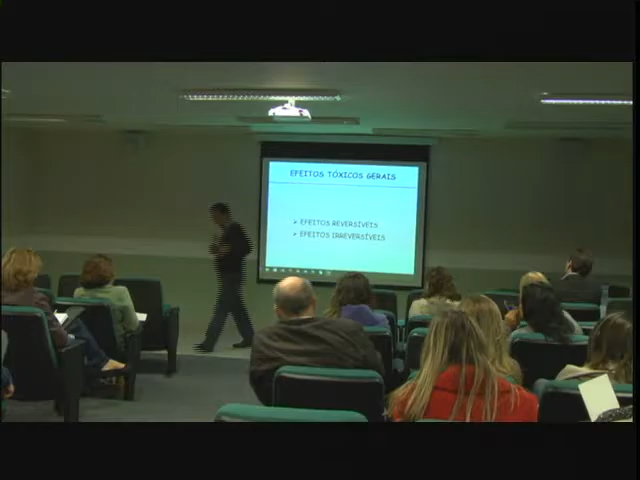 EFEITOS TÓXICOS GERAIS
➢ EFEITOS REVERSÍVEIS
➢ EFEITOS IRREVERSÍVEIS